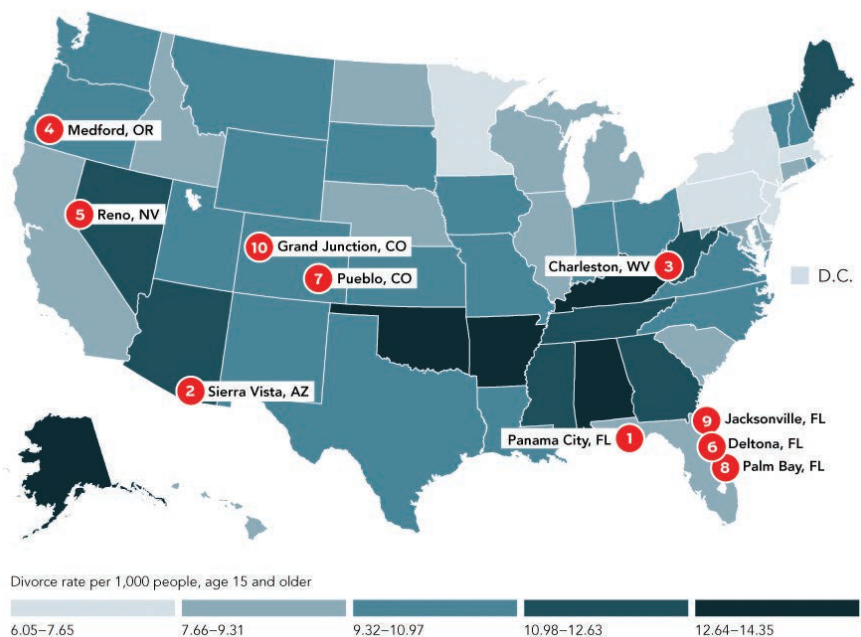 4 Medford, OR
5 Reno, NV
10 Grand Junction, CO
Charleston, WV 3
7 Pueblo, CO
D.C.
2 Sierra Vista, AZ
9 Jacksonville, FL
Panama City, FL 1
6 Deltona, FL
8 Palm Bay, FL
Divorce rate per 1,000 people, age 15 and older
6.05–7.65 7.66–9.31 9.32–10.97 10.98–12.63 12.64–14.35